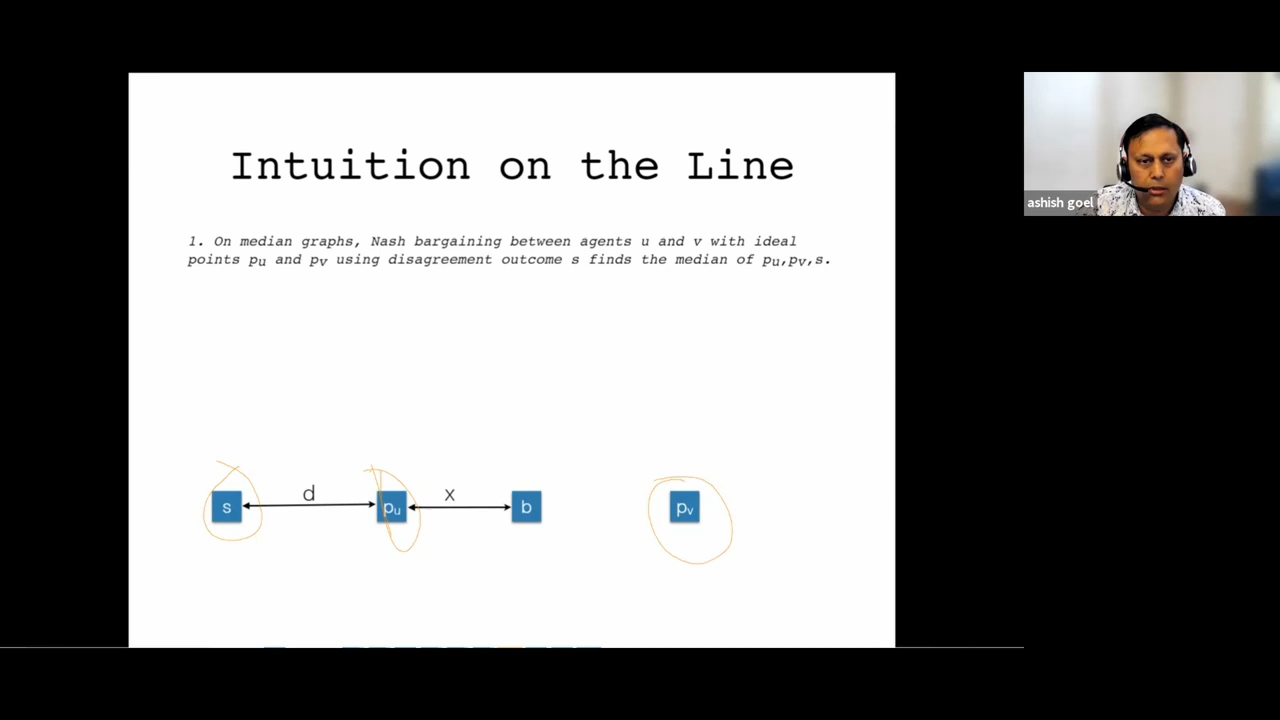 Intuition on the Line
1. On median graphs, Nash bargaining between agents u and v with ideal
points pu and pv using disagreement outcome s finds the median of pu,pv,s.
s d pu x b pv
ashish goel